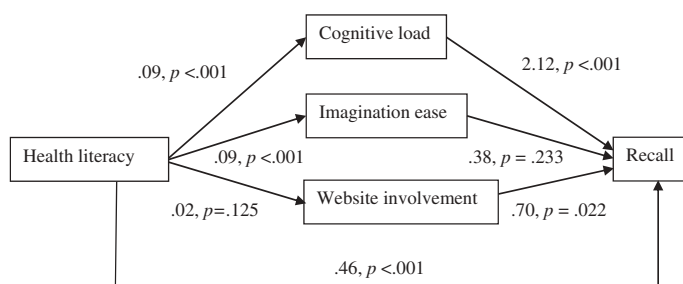 Cognitive load
.09, p <.001
2.12, p <.001
Imagination ease
Health literacy
.09, p <.001
.38, p = .233
Recall
Website involvement
.02, p=.125
.70, p = .022
.46, p <.001